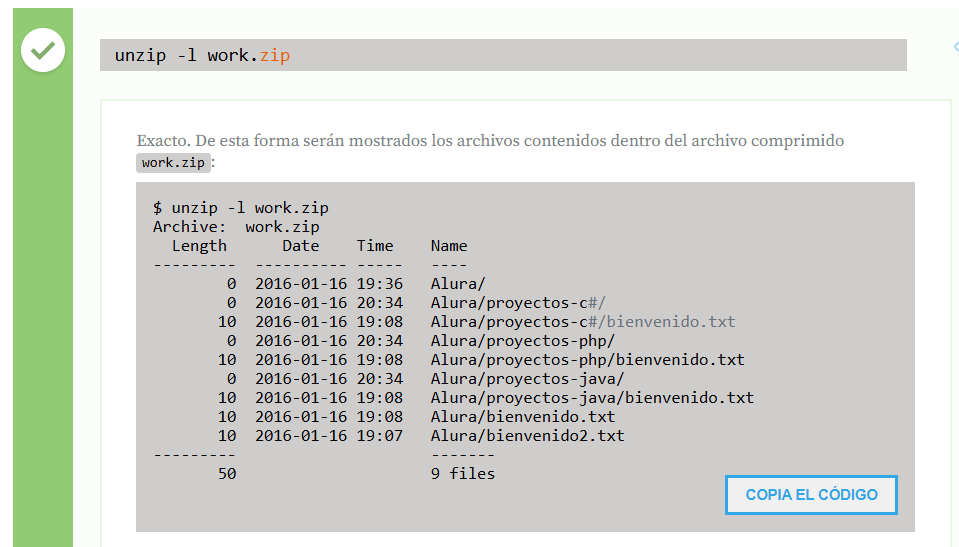 unzip -l work.zip
Exacto. De esta forma serán mostrados los archivos contenidos dentro del archivo comprimido
work.zip:
$ unzip -l work.zip
Archive:  work.zip
  Length      Date    Time    Name
---------  ---------- -----   ----
        0  2016-01-16 19:36   Alura/
        0  2016-01-16 20:34   Alura/proyectos-c#/
       10  2016-01-16 19:08   Alura/proyectos-c#/bienvenido.txt
        0  2016-01-16 20:34   Alura/proyectos-php/
       10  2016-01-16 19:08   Alura/proyectos-php/bienvenido.txt
        0  2016-01-16 20:34   Alura/proyectos-java/
       10  2016-01-16 19:08   Alura/proyectos-java/bienvenido.txt
       10  2016-01-16 19:08   Alura/bienvenido.txt
       10  2016-01-16 19:07   Alura/bienvenido2.txt
---------                     -------
       50                     9 files
COPIA EL CÓDIGO